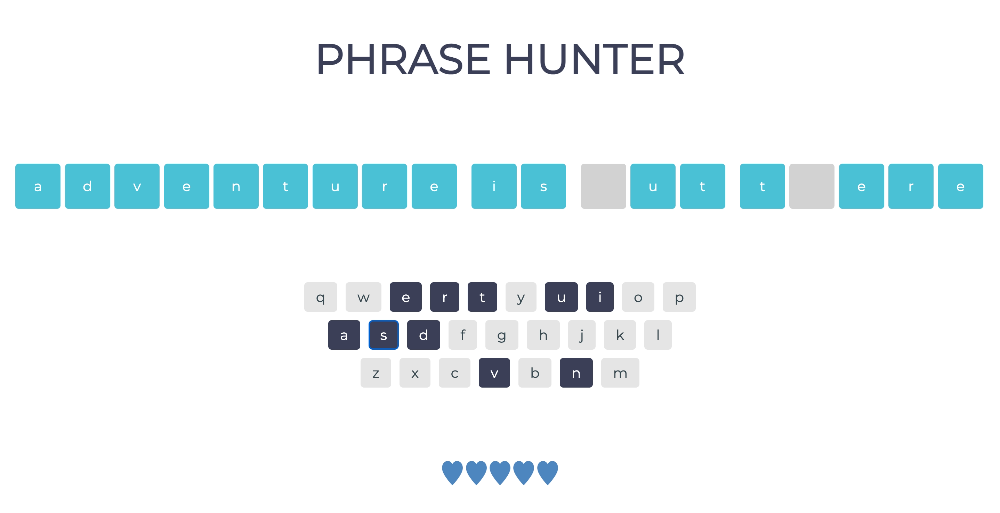 PHRASE HUNTER
a d v e n t u r e i s u t t e r e
q w e r t y u i o p
a s d f g h j k l
z x c v b n m